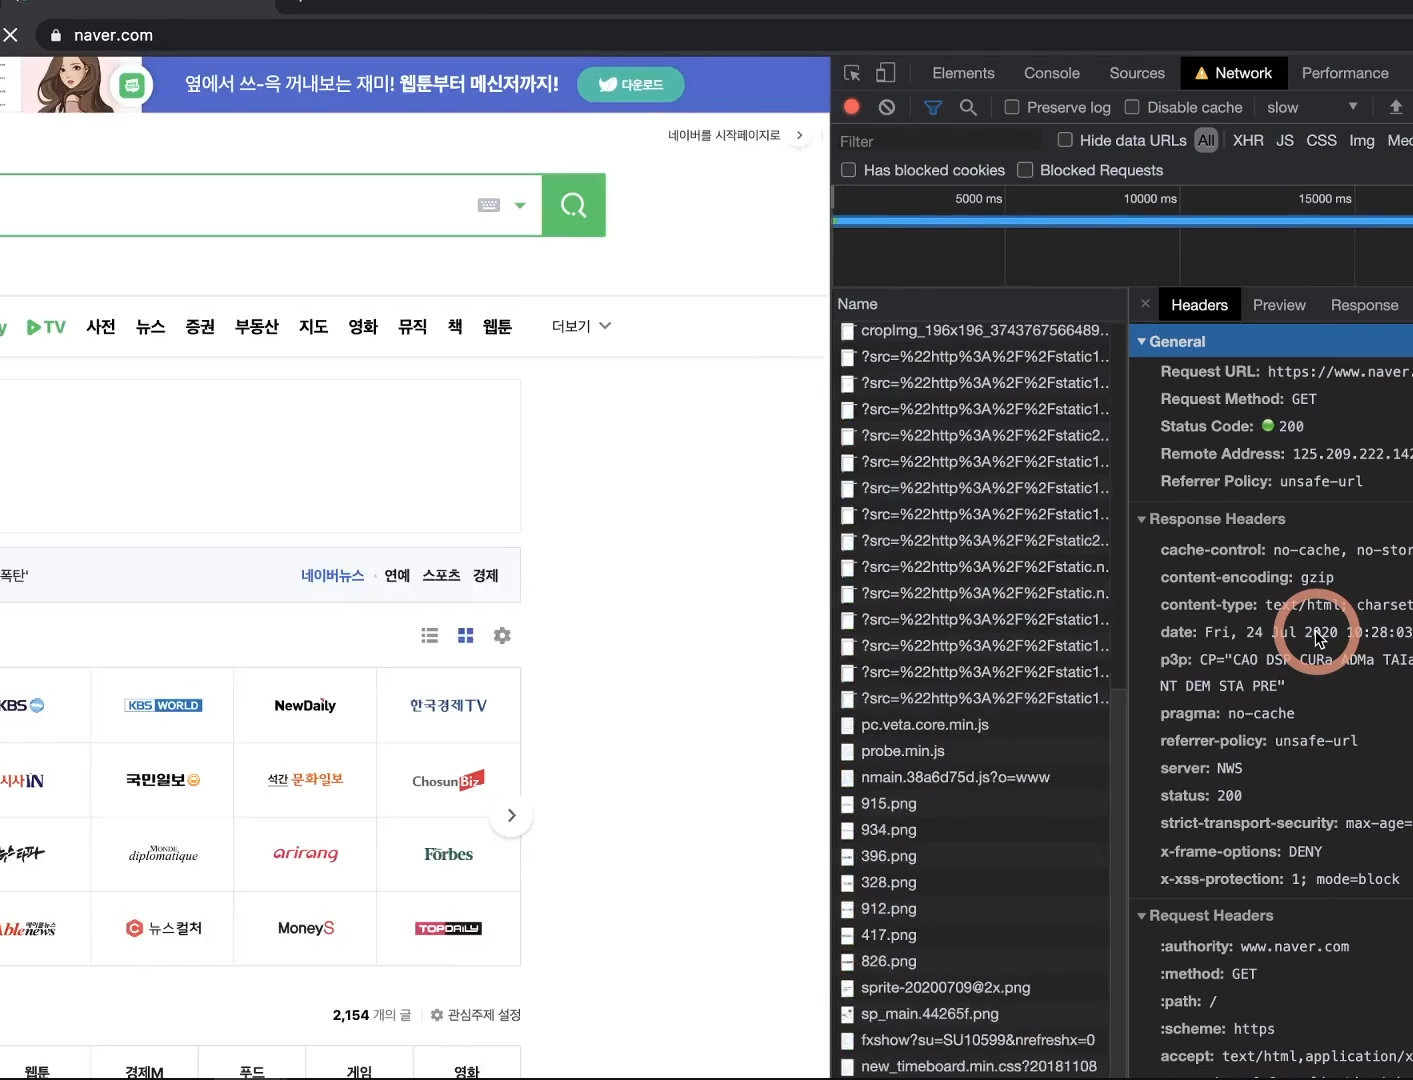 naver.com
옆에서 쓰-윽 꺼내보는 재미! 웹툰부터 메신저까지!
다운로드
네이버를 시작페이지로
y TV 사전 뉴스 증권 부동산 지도 영화 뮤직 책 웹툰 더보기
폭탄'
네이버뉴스 · 연예 스포츠 경제
KBS KBS WORLD NewDaily 한국경제TV
시사IN 국민일보 석간 문화일보 ChosunBiz
뉴스타파 LE MONDE diplomatique arirang Forbes
Ablenews 에이블뉴스 뉴스컬처 MoneyS TOPDAILY
2,154 개의 글 관심주제 설정
웹툰 경제M 푸드 게임 영화
Elements Console Sources Network Performance
Preserve log Disable cache slow
Filter Hide data URLs All XHR JS CSS Img Med
Has blocked cookies Blocked Requests
5000 ms 10000 ms 15000 ms
Name
cropImg_196x196_3743767566489...
?src=%22http%3A%2F%2Fstatic1...
?src=%22http%3A%2F%2Fstatic1...
?src=%22http%3A%2F%2Fstatic1...
?src=%22http%3A%2F%2Fstatic2...
?src=%22http%3A%2F%2Fstatic1...
?src=%22http%3A%2F%2Fstatic1...
?src=%22http%3A%2F%2Fstatic1...
?src=%22http%3A%2F%2Fstatic2...
?src=%22http%3A%2F%2Fstatic.n...
?src=%22http%3A%2F%2Fstatic.n...
?src=%22http%3A%2F%2Fstatic1...
?src=%22http%3A%2F%2Fstatic1...
?src=%22http%3A%2F%2Fstatic1...
?src=%22http%3A%2F%2Fstatic1...
pc.veta.core.min.js
probe.min.js
nmain.38a6d75d.js?o=www
915.png
934.png
396.png
328.png
912.png
417.png
826.png
sprite-20200709@2x.png
sp_main.44265f.png
fxshow?su=SU10599&nrefreshx=0
new_timeboard.min.css?20181108
Headers Preview Response
General
Request URL: https://www.naver.
Request Method: GET
Status Code: 200
Remote Address: 125.209.222.142
Referrer Policy: unsafe-url
Response Headers
cache-control: no-cache, no-stor
content-encoding: gzip
content-type: text/html; charset
date: Fri, 24 Jul 2020 10:28:03
p3p: CP="CAO DSP CURa ADMa TAIa
NT DEM STA PRE"
pragma: no-cache
referrer-policy: unsafe-url
server: NWS
status: 200
strict-transport-security: max-age=
x-frame-options: DENY
x-xss-protection: 1; mode=block
Request Headers
:authority: www.naver.com
:method: GET
:path: /
:scheme: https
accept: text/html,application/x